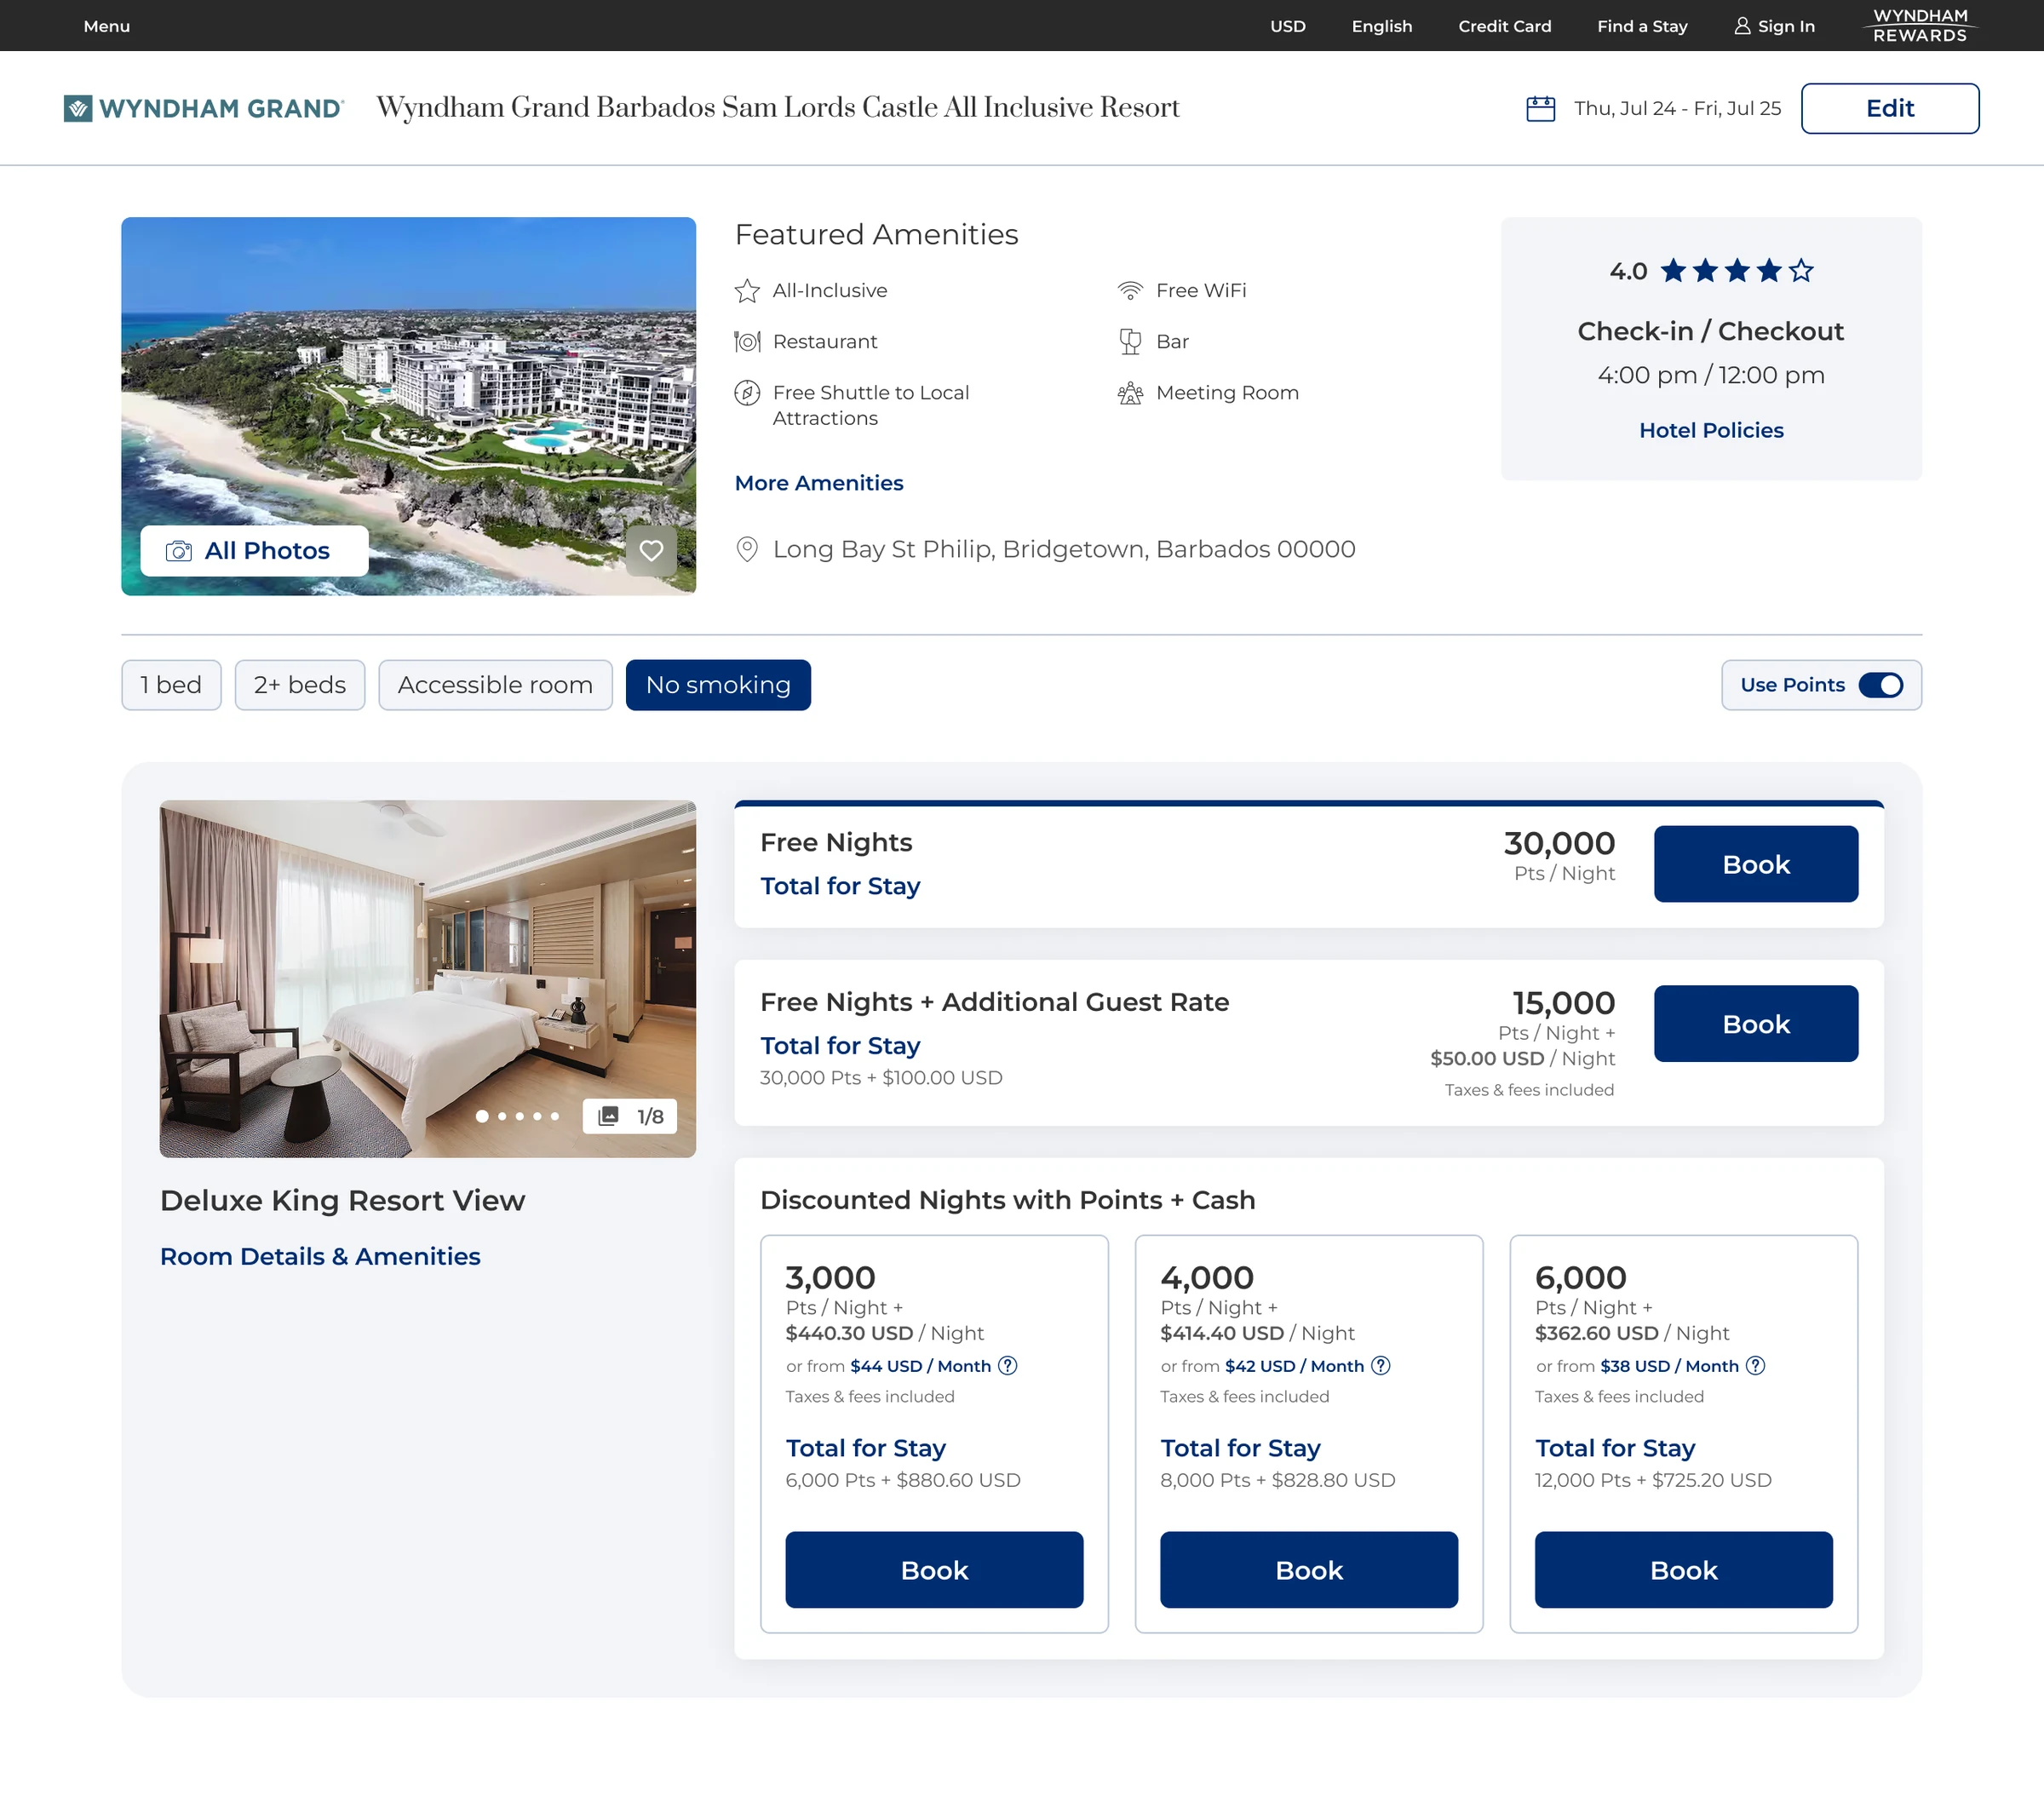 Menu
USD
English
Credit Card
Find a Stay
Sign In
WYNDHAM
REWARDS
WYNDHAM GRAND
Wyndham Grand Barbados Sam Lords Castle All Inclusive Resort
Thu, Jul 24 - Fri, Jul 25
Edit
All Photos
Featured Amenities
All-Inclusive
Free WiFi
Restaurant
Bar
Free Shuttle to Local
Attractions
Meeting Room
More Amenities
Long Bay St Philip, Bridgetown, Barbados 00000
4.0
Check-in / Checkout
4:00 pm / 12:00 pm
Hotel Policies
1 bed
2+ beds
Accessible room
No smoking
Use Points
1/8
Deluxe King Resort View
Room Details & Amenities
Free Nights
Total for Stay
30,000
Pts / Night
Book
Free Nights + Additional Guest Rate
Total for Stay
30,000 Pts + $100.00 USD
15,000
Pts / Night +
$50.00 USD / Night
Taxes & fees included
Book
Discounted Nights with Points + Cash
3,000
Pts / Night +
$440.30 USD / Night
or from $44 USD / Month ?
Taxes & fees included
Total for Stay
6,000 Pts + $880.60 USD
Book
4,000
Pts / Night +
$414.40 USD / Night
or from $42 USD / Month ?
Taxes & fees included
Total for Stay
8,000 Pts + $828.80 USD
Book
6,000
Pts / Night +
$362.60 USD / Night
or from $38 USD / Month ?
Taxes & fees included
Total for Stay
12,000 Pts + $725.20 USD
Book